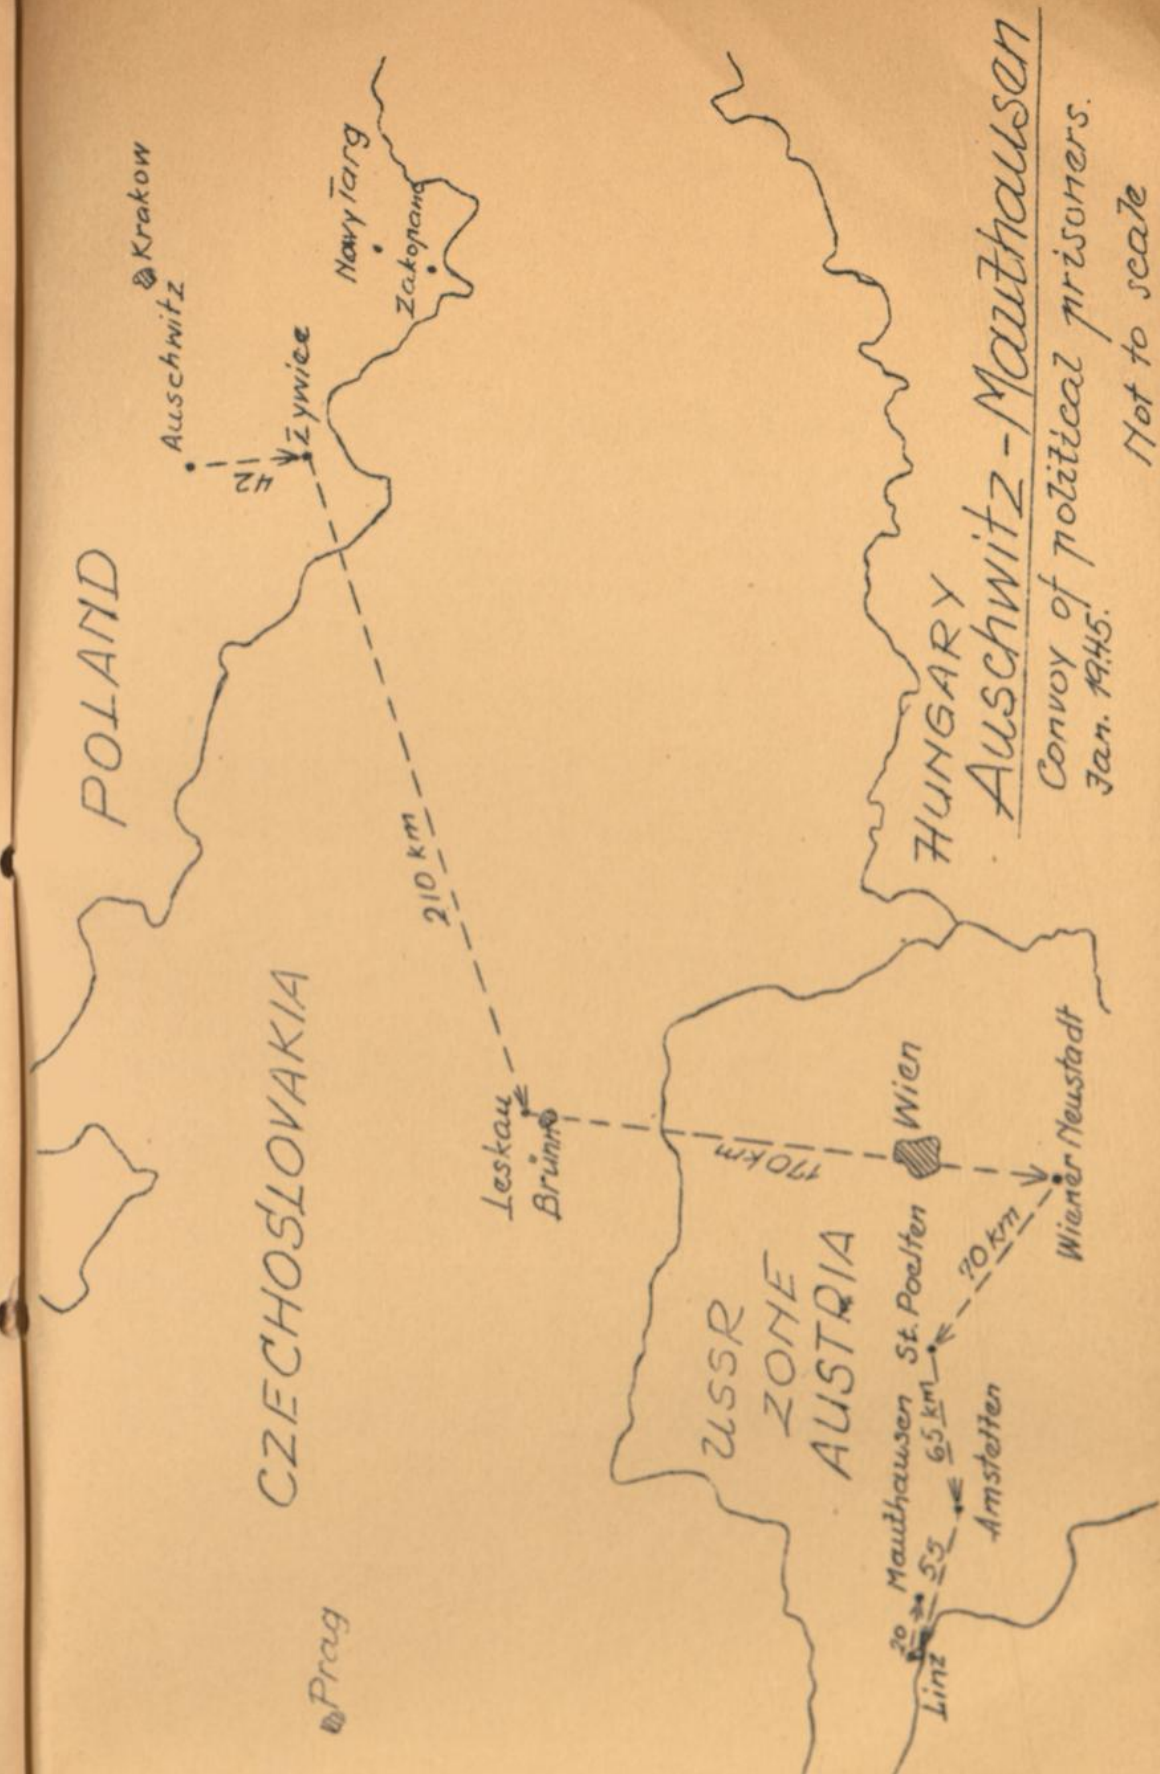 POLAND
Krakow
Auschwitz
42
Żywiec
Nowy Targ
Zakopane
210 km
CZECHOSLOVAKIA
Prag
Leskau
Brünn
170 km
USSR
ZONE
AUSTRIA
Wien
Wiener Neustadt
70 km
St. Poelten
65 km
Amstetten
55
Mauthausen
20
Linz
HUNGARY
Auschwitz - Mauthausen
Convoy of political prisoners.
Jan. 1945.
Not to scale